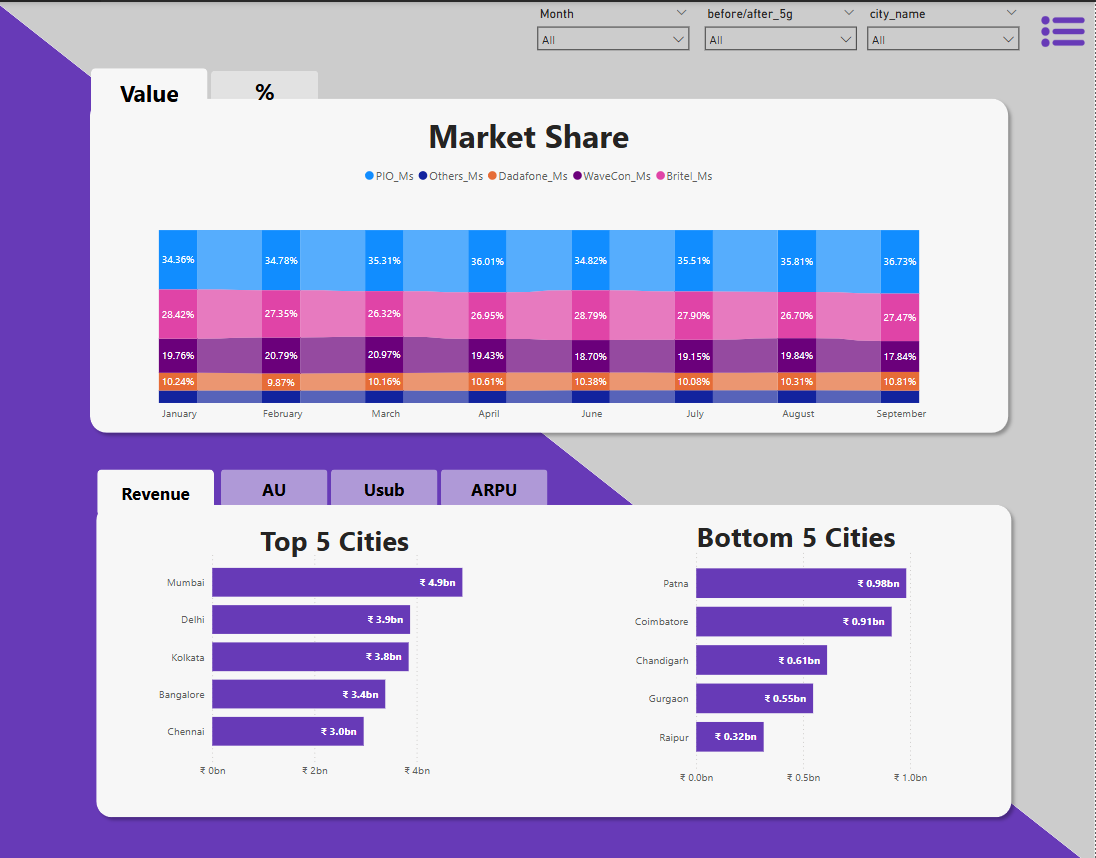 Month before/after_5g city_name
All All All
Value %
Market Share
PIO_Ms Others_Ms Dadafone_Ms WaveCon_Ms Britel_Ms
34.36% 34.78% 35.31% 36.01% 34.82% 35.51% 35.81% 36.73%
28.42% 27.35% 26.32% 26.95% 28.79% 27.90% 26.70% 27.47%
19.76% 20.79% 20.97% 19.43% 18.70% 19.15% 19.84% 17.84%
10.24% 9.87% 10.16% 10.61% 10.38% 10.08% 10.31% 10.81%
January February March April June July August September
Revenue AU Usub ARPU
Top 5 Cities
Mumbai ₹ 4.9bn
Delhi ₹ 3.9bn
Kolkata ₹ 3.8bn
Bangalore ₹ 3.4bn
Chennai ₹ 3.0bn
₹ 0bn ₹ 2bn ₹ 4bn
Bottom 5 Cities
Patna ₹ 0.98bn
Coimbatore ₹ 0.91bn
Chandigarh ₹ 0.61bn
Gurgaon ₹ 0.55bn
Raipur ₹ 0.32bn
₹ 0.0bn ₹ 0.5bn ₹ 1.0bn